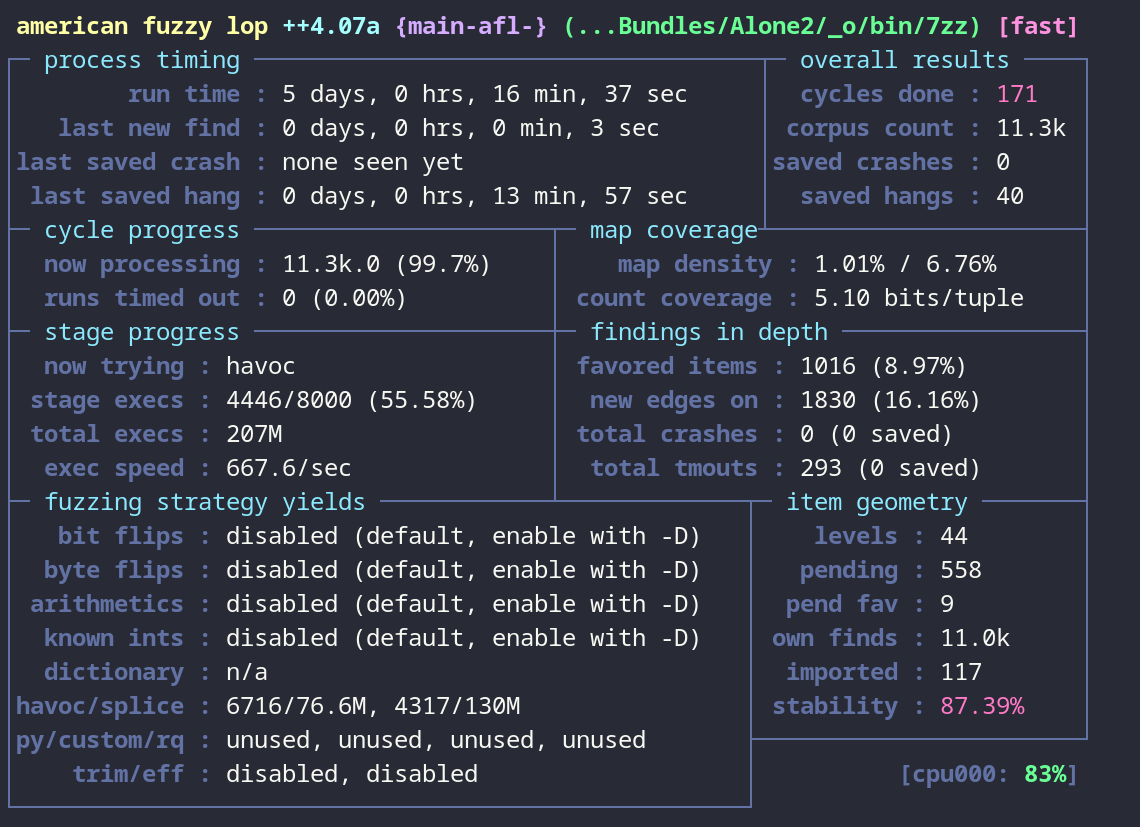 american fuzzy lop ++4.07a {main-afl-} (...Bundles/Alone2/_o/bin/7zz) [fast]
process timing overall results
run time : 5 days, 0 hrs, 16 min, 37 sec cycles done : 171
last new find : 0 days, 0 hrs, 0 min, 3 sec corpus count : 11.3k
last saved crash : none seen yet saved crashes : 0
last saved hang : 0 days, 0 hrs, 13 min, 57 sec saved hangs : 40
cycle progress map coverage
now processing : 11.3k.0 (99.7%) map density : 1.01% / 6.76%
runs timed out : 0 (0.00%) count coverage : 5.10 bits/tuple
stage progress findings in depth
now trying : havoc favored items : 1016 (8.97%)
stage execs : 4446/8000 (55.58%) new edges on : 1830 (16.16%)
total execs : 207M total crashes : 0 (0 saved)
exec speed : 667.6/sec total tmouts : 293 (0 saved)
fuzzing strategy yields item geometry
bit flips : disabled (default, enable with -D) levels : 44
byte flips : disabled (default, enable with -D) pending : 558
arithmetics : disabled (default, enable with -D) pend fav : 9
known ints : disabled (default, enable with -D) own finds : 11.0k
dictionary : n/a imported : 117
havoc/splice : 6716/76.6M, 4317/130M stability : 87.39%
py/custom/rq : unused, unused, unused, unused
trim/eff : disabled, disabled [cpu000: 83%]